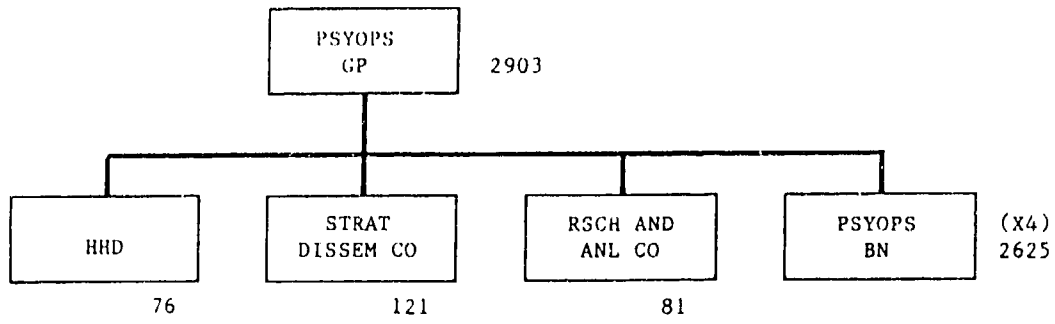 PSYOPS
GP
2903
HHD
STRAT
DISSEM CO
RSCH AND
ANL CO
PSYOPS
BN
(X4)
2625
76
121
81